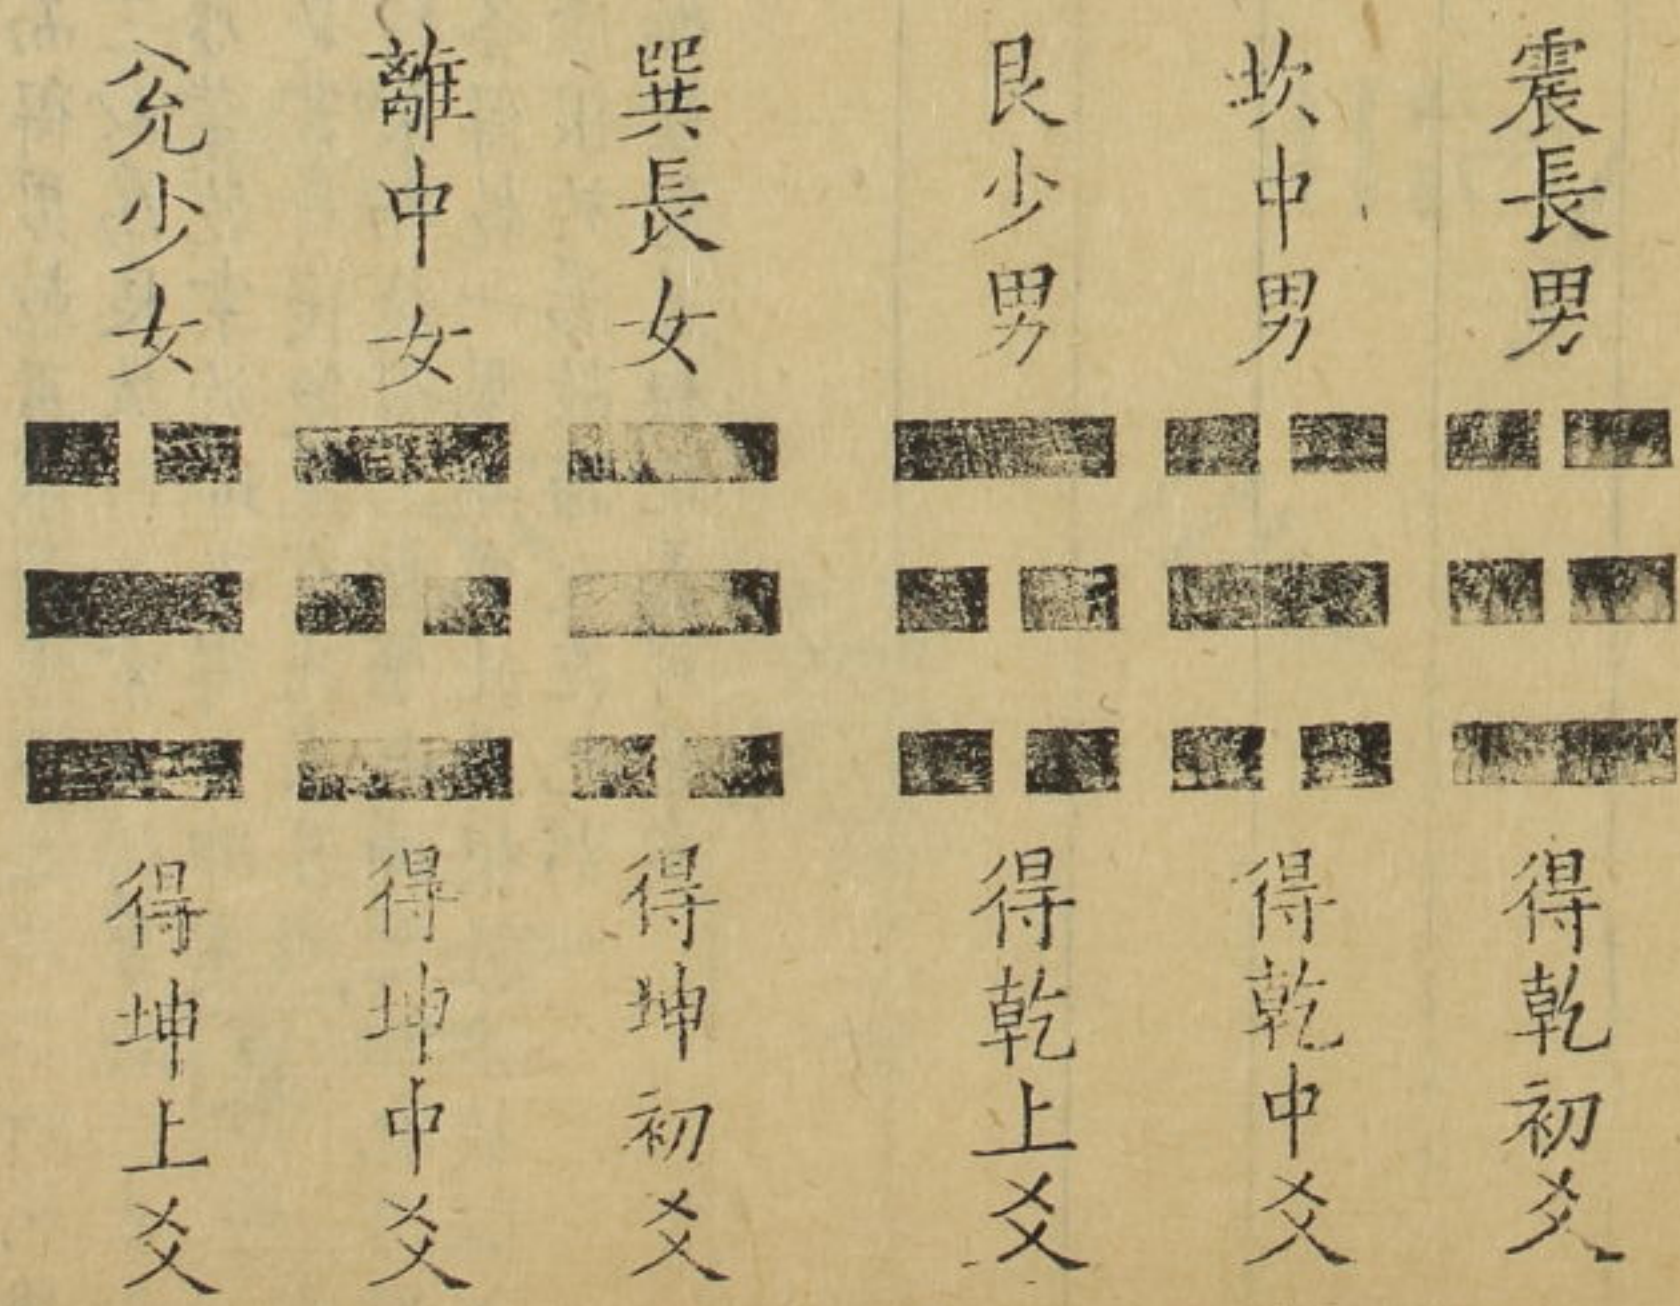 震長男
得乾初爻
坎中男
得乾中爻
艮少男
得乾上爻
巽長女
得坤初爻
離中女
得坤中爻
兊少女
得坤上爻